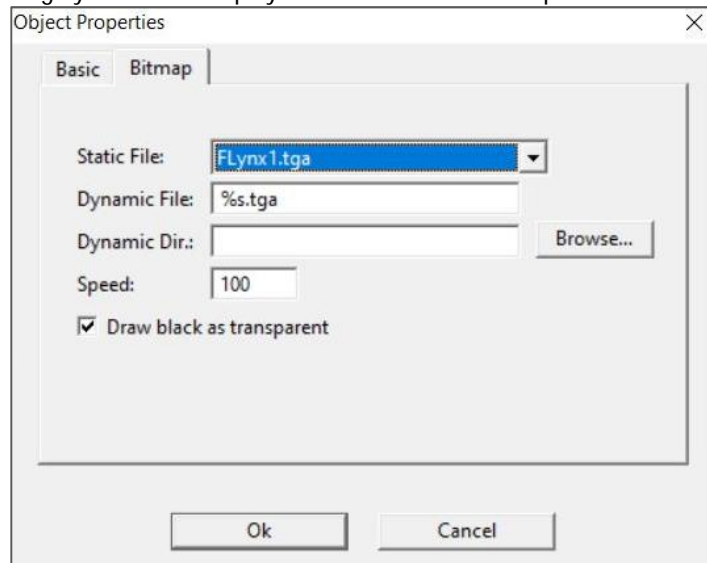 Object Properties
Basic Bitmap
Static File: FLynx1.tga
Dynamic File: %s.tga
Dynamic Dir.: Browse...
Speed: 100
Draw black as transparent
Ok Cancel